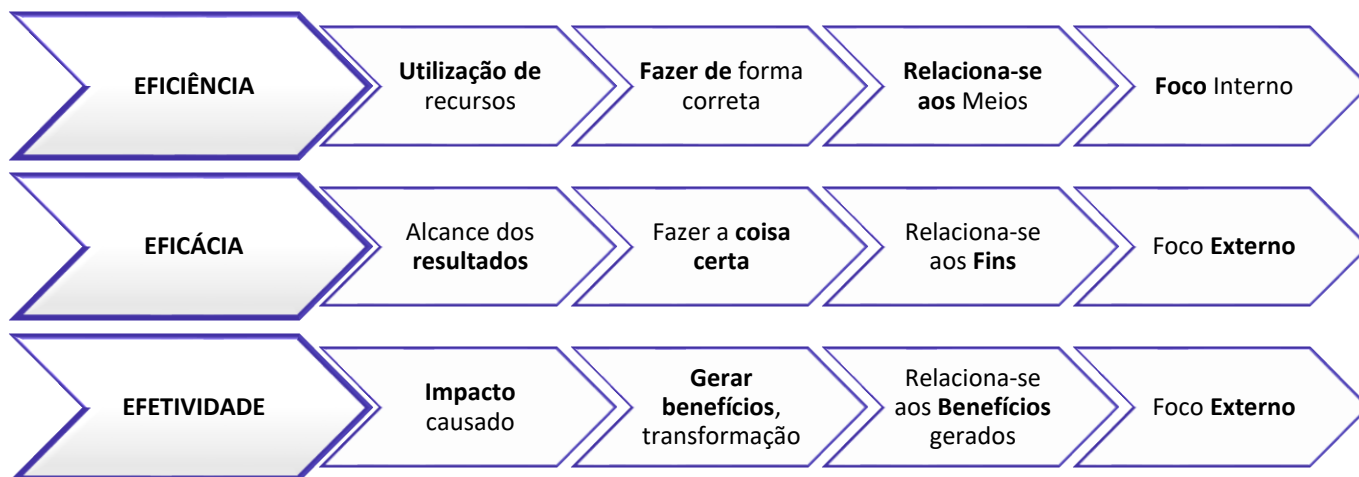 EFICIÊNCIA
Utilização de
recursos
Fazer de forma
correta
Relaciona-se
aos Meios
Foco Interno
EFICÁCIA
Alcance dos
resultados
Fazer a coisa
certa
Relaciona-se
aos Fins
Foco Externo
EFETIVIDADE
Impacto
causado
Gerar
benefícios,
transformação
Relaciona-se
aos Benefícios
gerados
Foco Externo